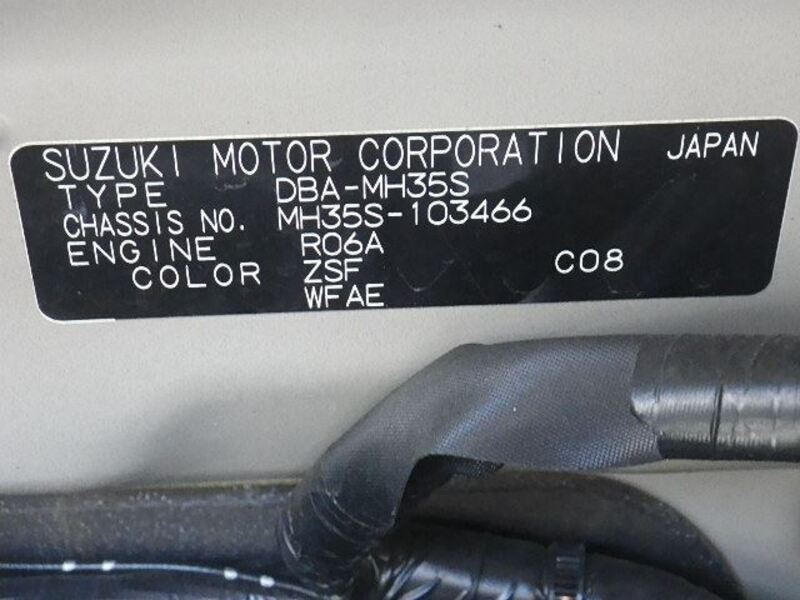 SUZUKI MOTOR CORPORATION JAPAN
TYPE DBA-MH35S
CHASSIS NO. MH35S-103466
ENGINE R06A
COLOR ZSF C08
WFAE